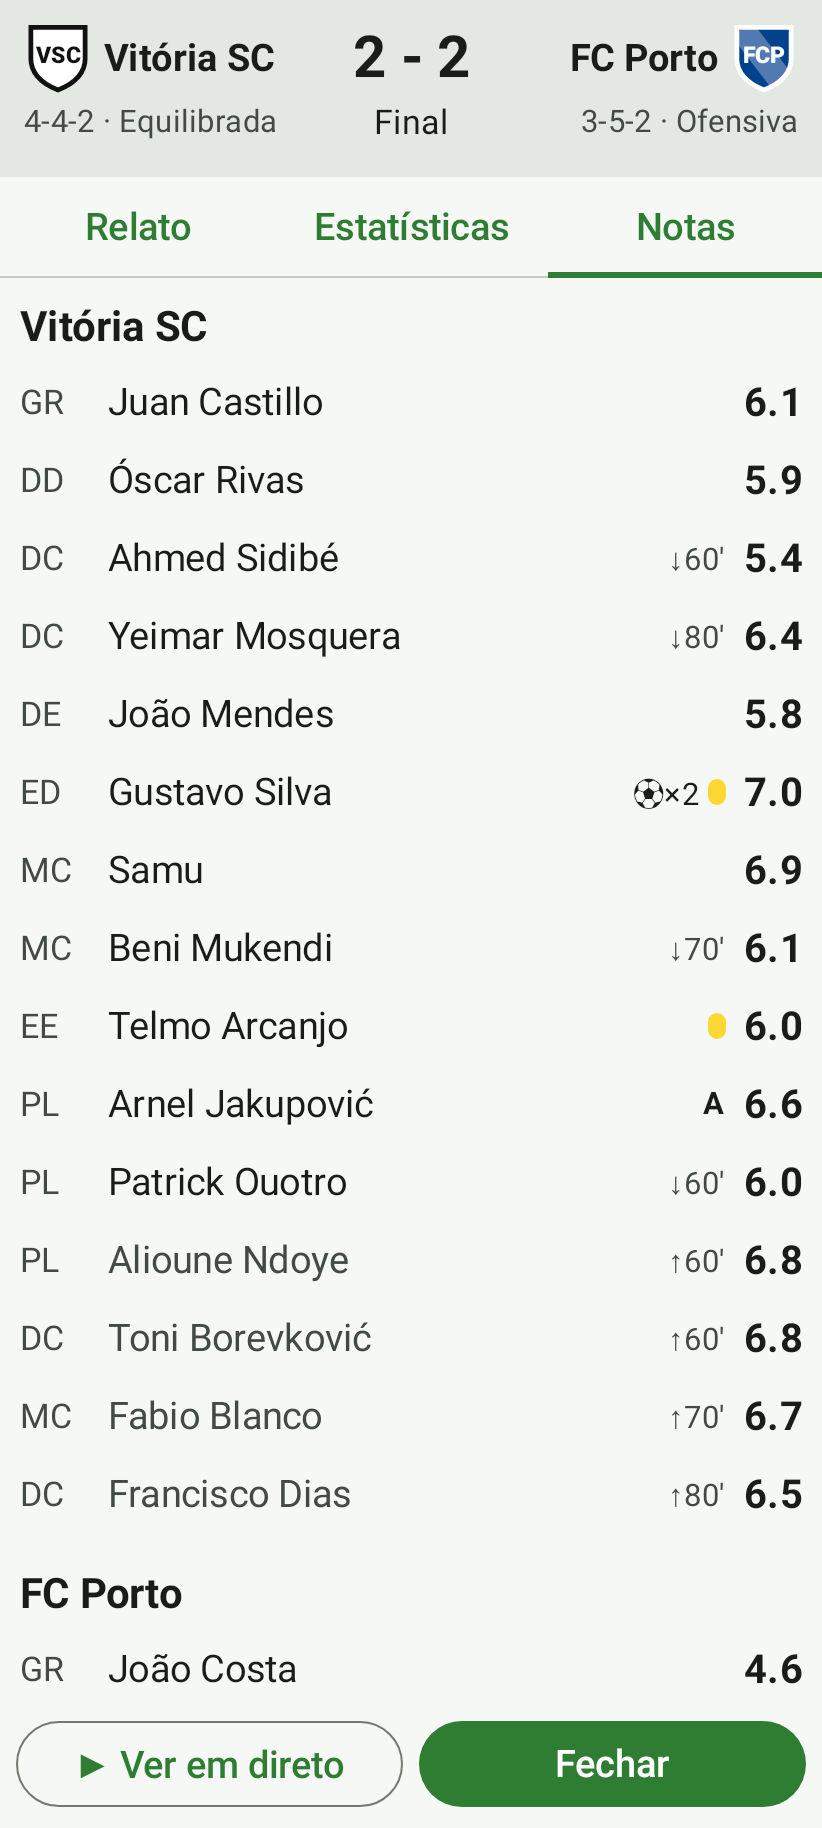 VSC Vitória SC 2 - 2 FC Porto FCP
4-4-2 · Equilibrada Final 3-5-2 · Ofensiva
Relato Estatísticas Notas
Vitória SC
GR Juan Castillo 6.1
DD Óscar Rivas 5.9
DC Ahmed Sidibé ↓60' 5.4
DC Yeimar Mosquera ↓80' 6.4
DE João Mendes 5.8
ED Gustavo Silva ⚽×2 7.0
MC Samu 6.9
MC Beni Mukendi ↓70' 6.1
EE Telmo Arcanjo 6.0
PL Arnel Jakupović A 6.6
PL Patrick Ouotro ↓60' 6.0
PL Alioune Ndoye ↑60' 6.8
DC Toni Borevković ↑60' 6.8
MC Fabio Blanco ↑70' 6.7
DC Francisco Dias ↑80' 6.5
FC Porto
GR João Costa 4.6
► Ver em direto Fechar